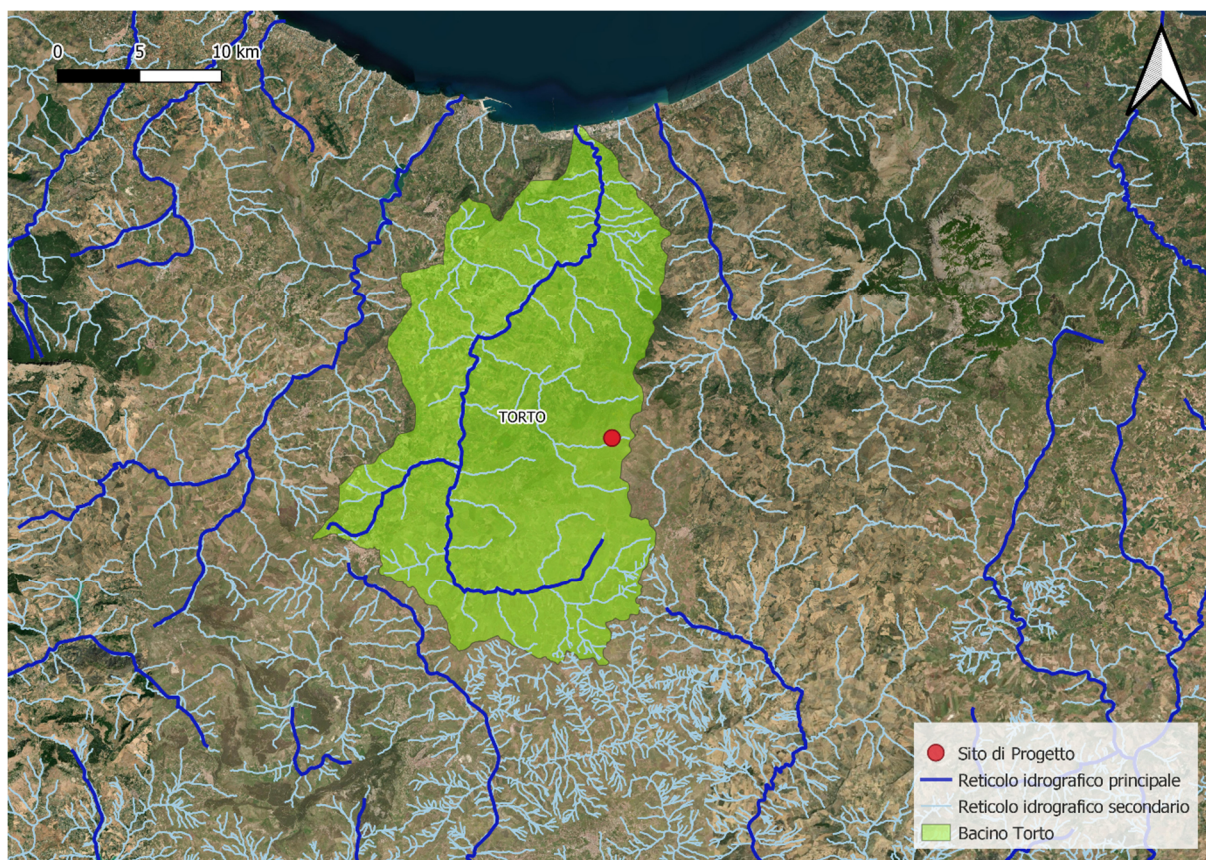 0 5 10 km
TORTO
Sito di Progetto
Reticolo idrografico principale
Reticolo idrografico secondario
Bacino Torto